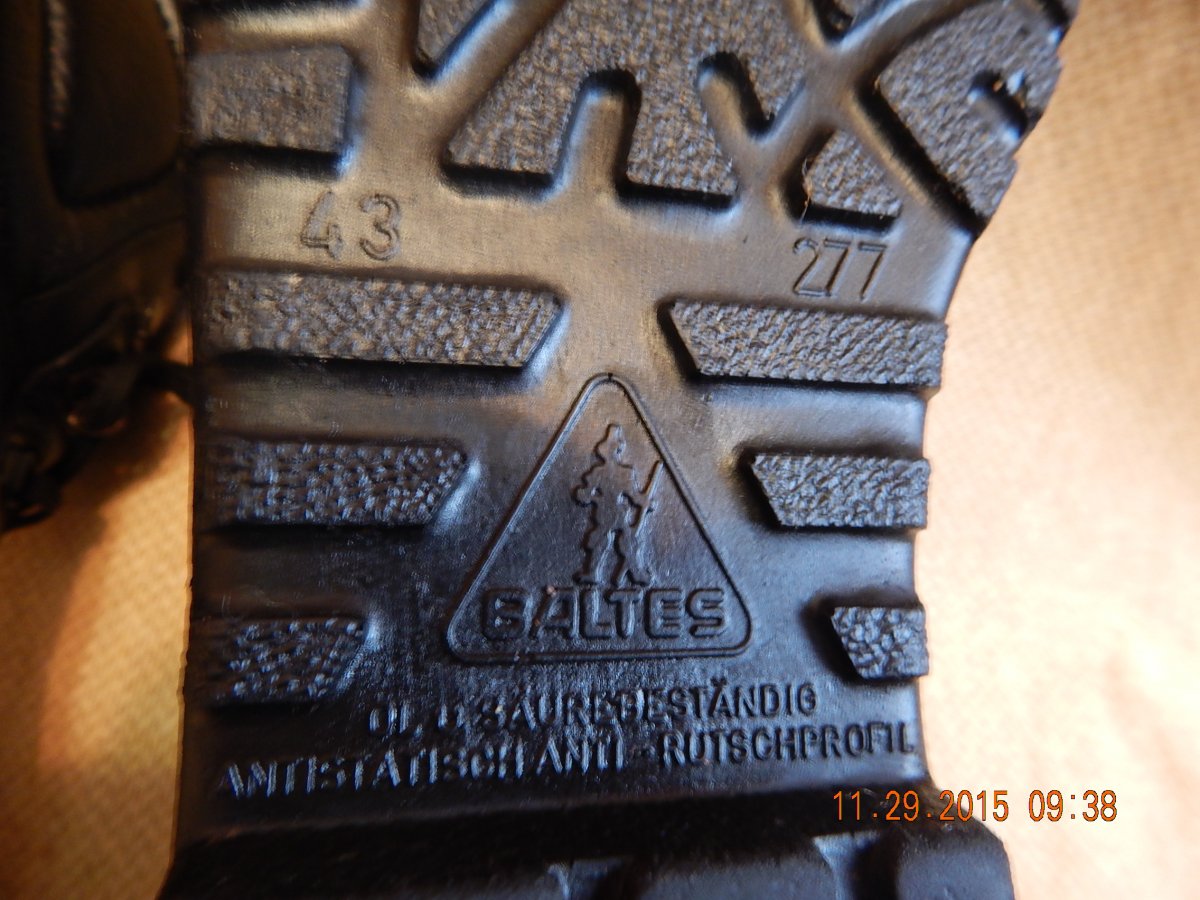 43
277
BALTES
ÖL U. SÄUREBESTÄNDIG
ANTISTATISCH ANTI-RUTSCHPROFIL
11.29.2015 09:38